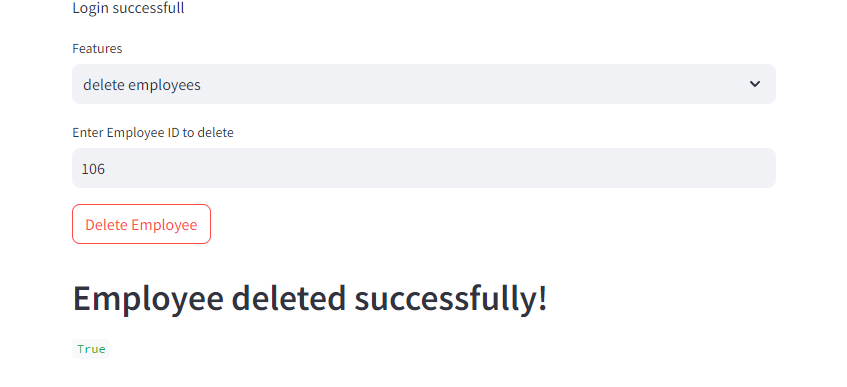 Login successfull
Features
delete employees
Enter Employee ID to delete
106
Delete Employee
Employee deleted successfully!
True